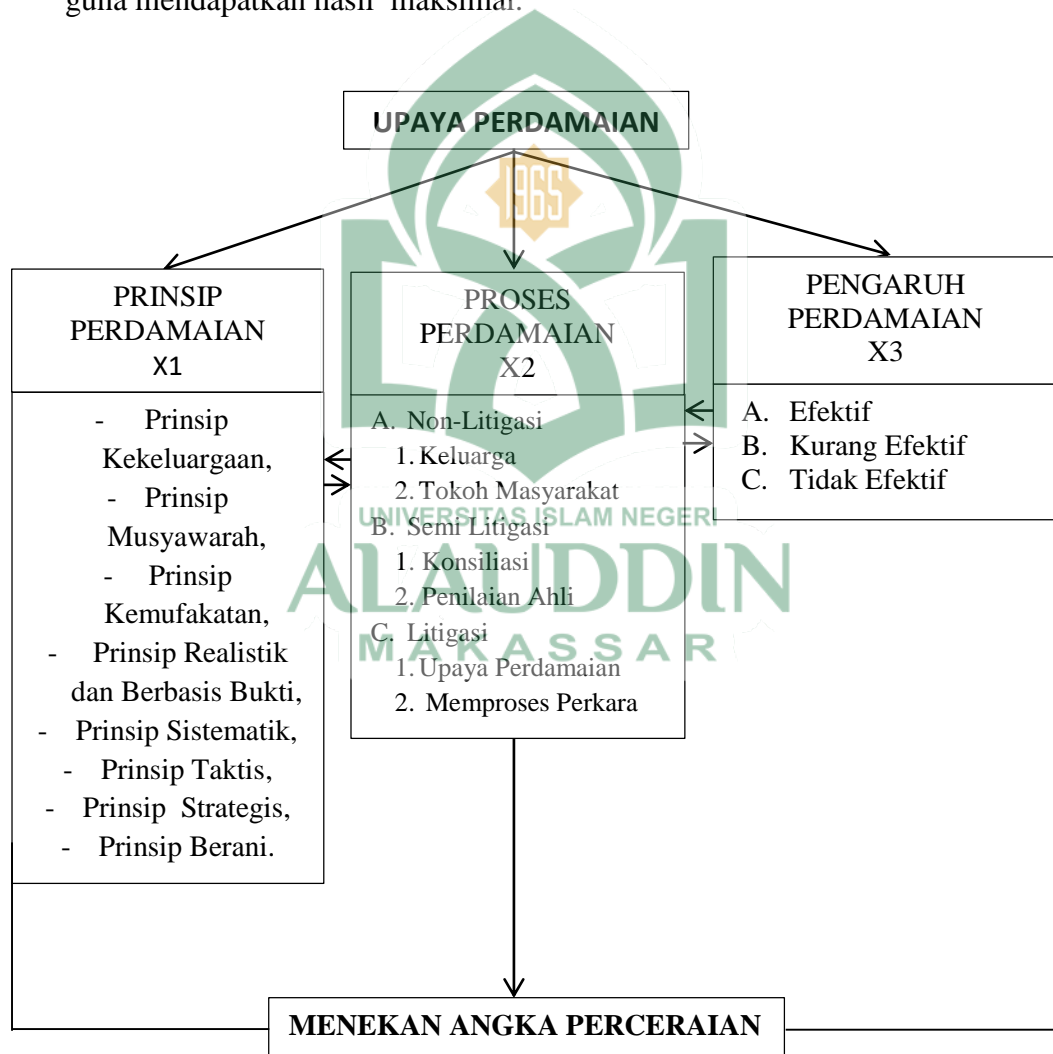 guna mendapatkan hasil maksimal.
UPAYA PERDAMAIAN
1965
PRINSIP
PERDAMAIAN
X1
- Prinsip
Kekeluargaan,
- Prinsip
Musyawarah,
- Prinsip
Kemufakatan,
- Prinsip Realistik
dan Berbasis Bukti,
- Prinsip Sistematik,
- Prinsip Taktis,
- Prinsip Strategis,
- Prinsip Berani.
PROSES
PERDAMAIAN
X2
A. Non-Litigasi
1. Keluarga
2. Tokoh Masyarakat
B. Semi Litigasi
1. Konsiliasi
2. Penilaian Ahli
C. Litigasi
1. Upaya Perdamaian
2. Memproses Perkara
PENGARUH
PERDAMAIAN
X3
A. Efektif
B. Kurang Efektif
C. Tidak Efektif
UNIVERSITAS ISLAM NEGERI
ALAUDDIN
MAKASSAR
MENEKAN ANGKA PERCERAIAN